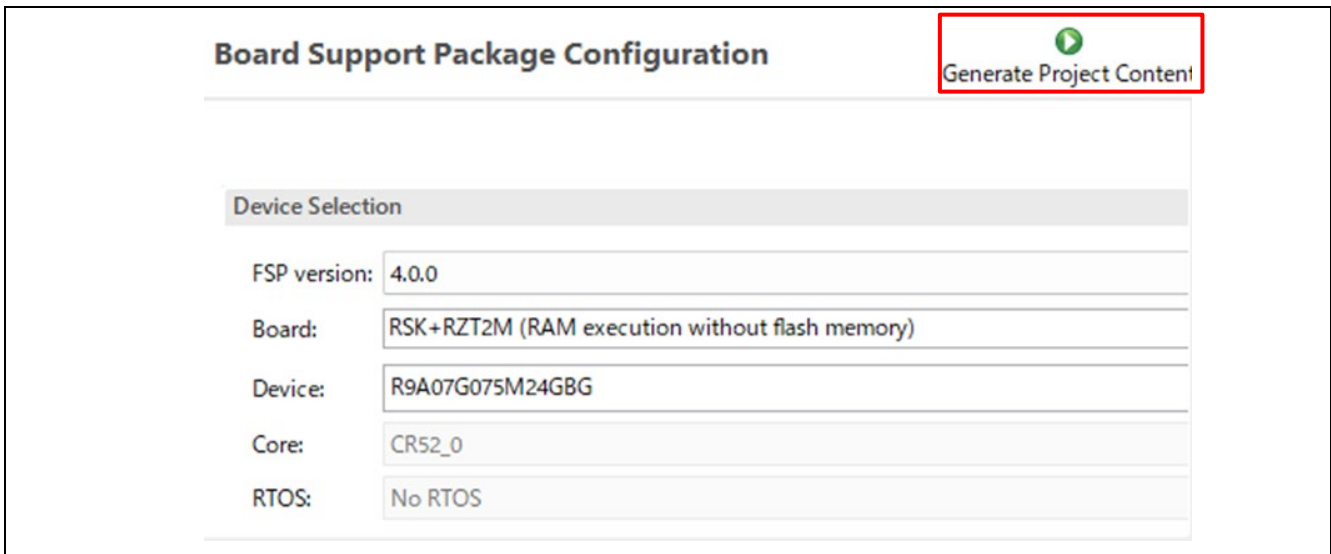 Board Support Package Configuration
Generate Project Content
Device Selection
FSP version: 4.0.0
Board: RSK+RZT2M (RAM execution without flash memory)
Device: R9A07G075M24GBG
Core: CR52_0
RTOS: No RTOS